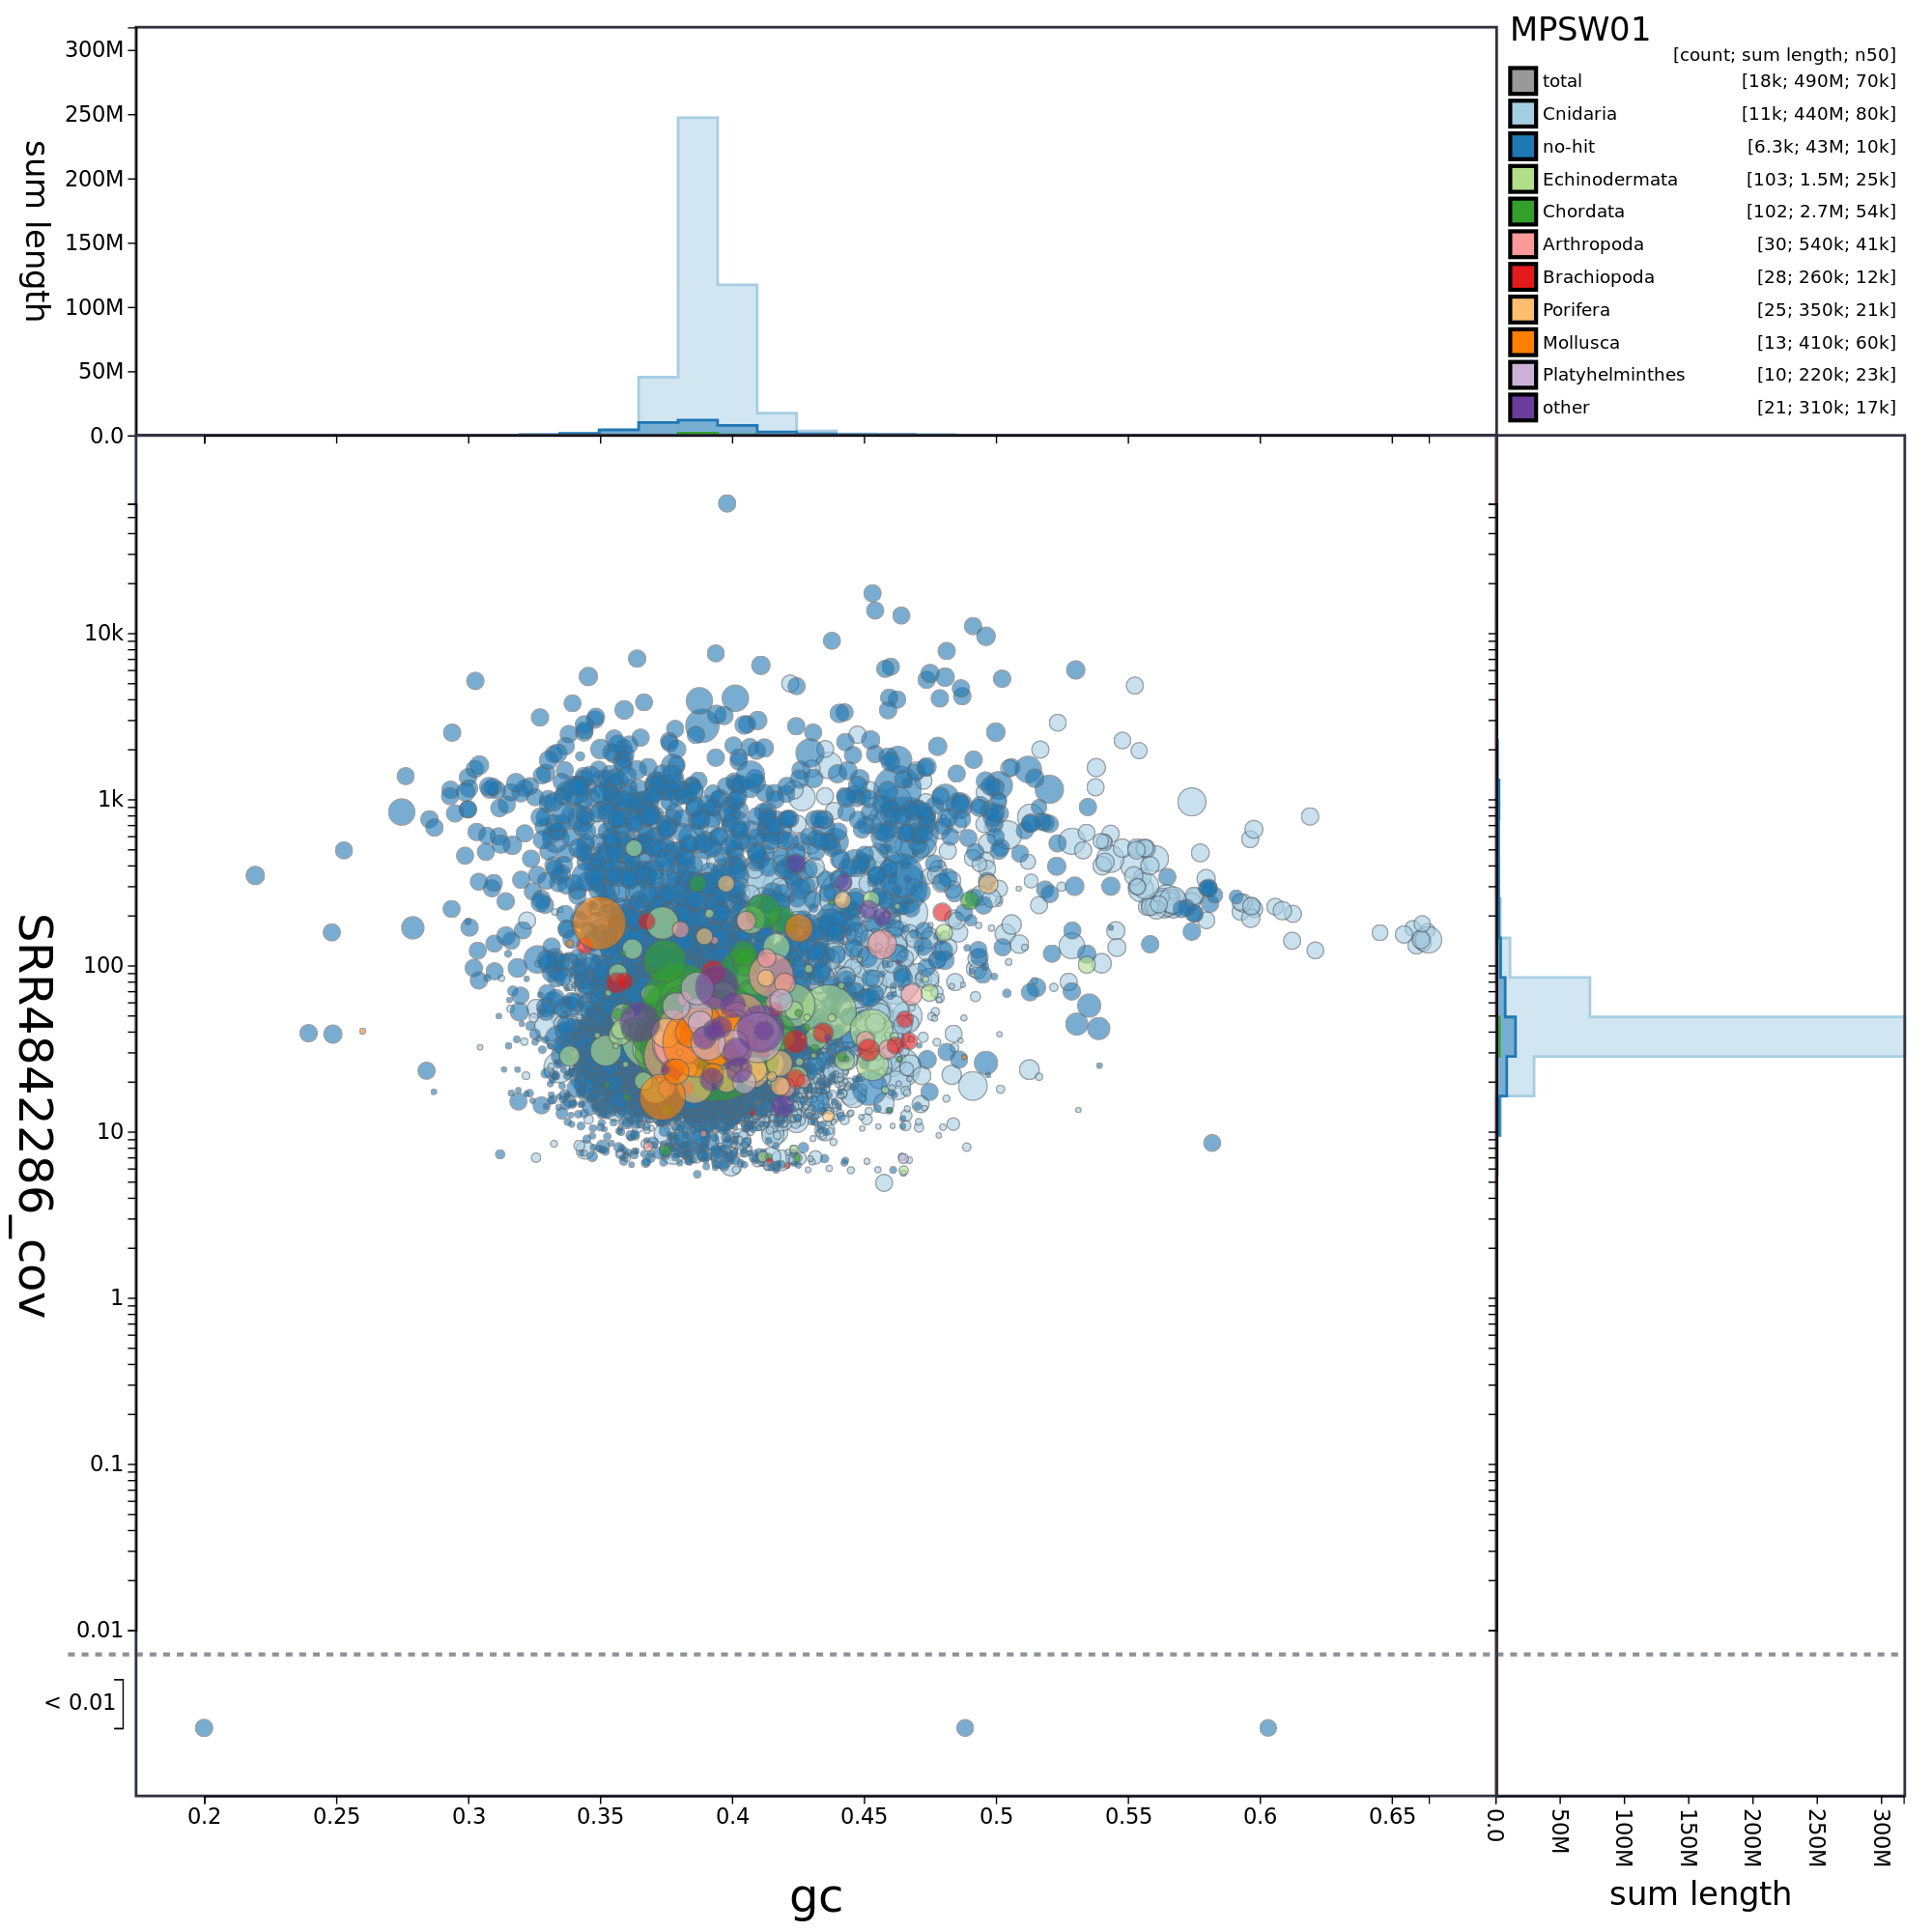 MPSW01
[count; sum length; n50]
total [18k; 490M; 70k]
Cnidaria [11k; 440M; 80k]
no-hit [6.3k; 43M; 10k]
Echinodermata [103; 1.5M; 25k]
Chordata [102; 2.7M; 54k]
Arthropoda [30; 540k; 41k]
Brachiopoda [28; 260k; 12k]
Porifera [25; 350k; 21k]
Mollusca [13; 410k; 60k]
Platyhelminthes [10; 220k; 23k]
other [21; 310k; 17k]
sum length
300M
250M
200M
150M
100M
50M
0.0
SRR4842286_cov
10k
1k
100
10
1
0.1
0.01
< 0.01
0.2 0.25 0.3 0.35 0.4 0.45 0.5 0.55 0.6 0.65
gc
0.0 50M 100M 150M 200M 250M 300M
sum length